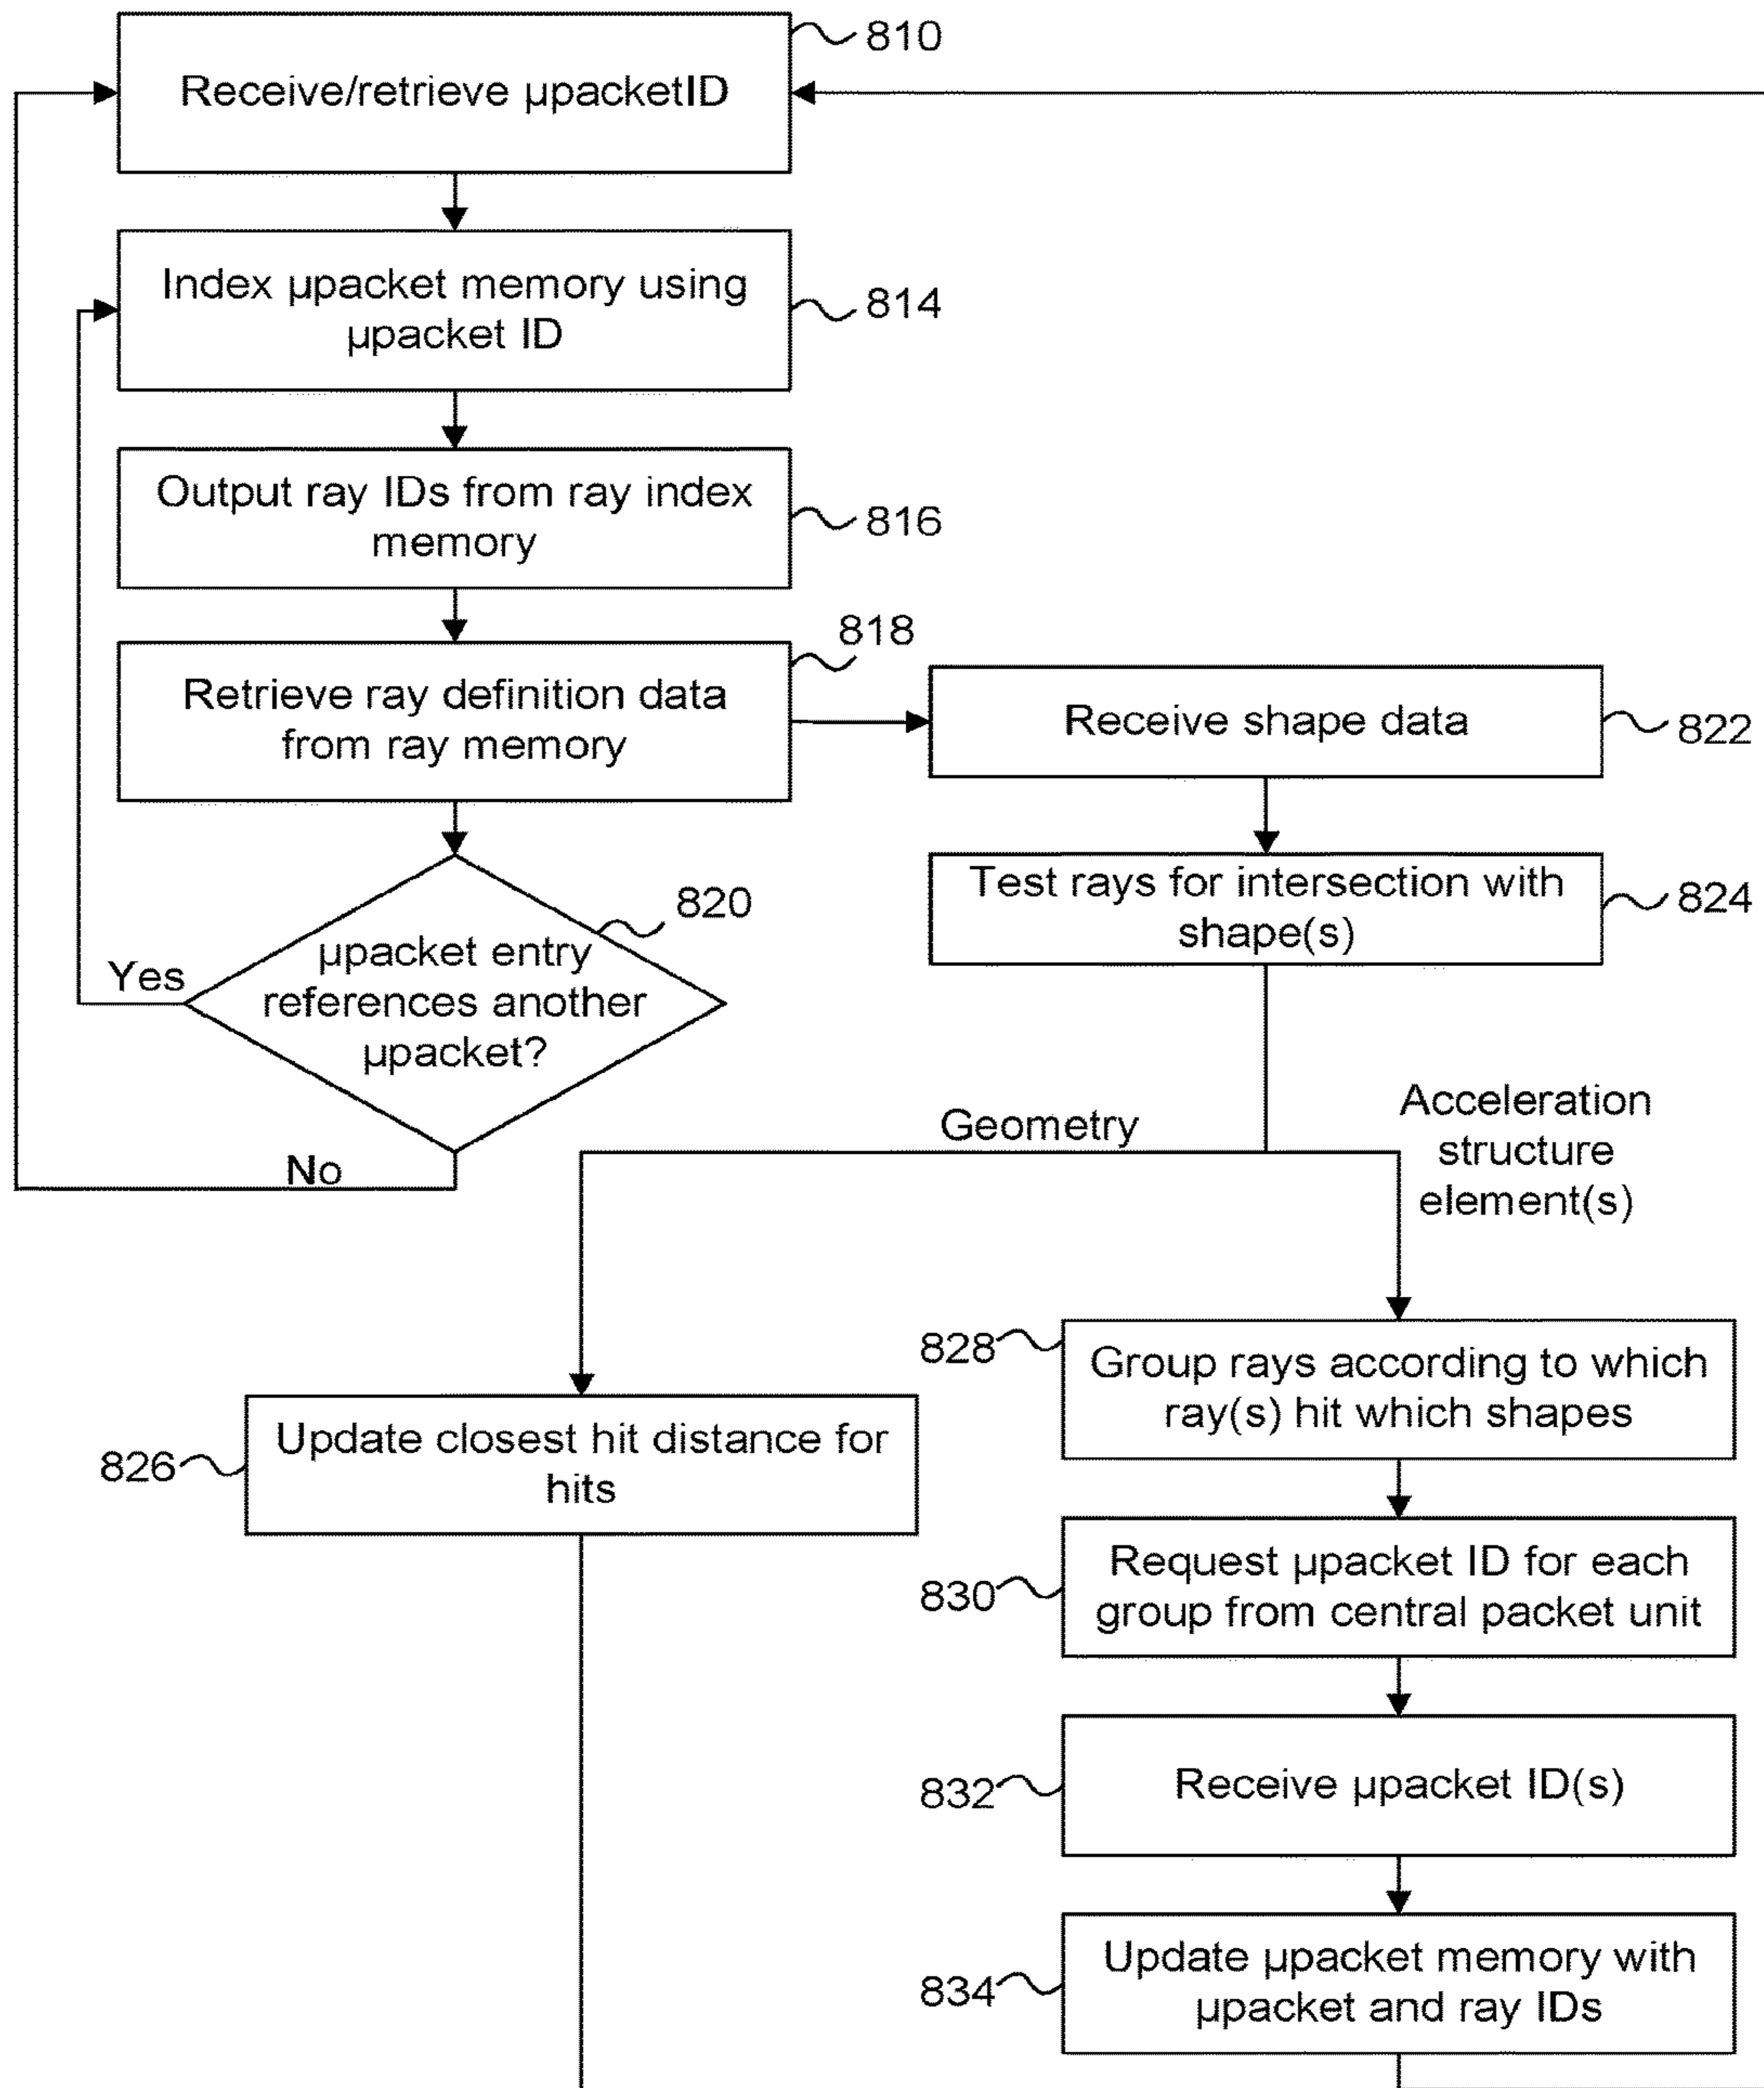 810
Receive/retrieve µpacketID
Index µpacket memory using
µpacket ID
814
Output ray IDs from ray index
memory
816
818
Retrieve ray definition data
from ray memory
Receive shape data
822
820
µpacket entry
references another
µpacket?
Yes
No
Test rays for intersection with
shape(s)
824
Geometry
Acceleration
structure
element(s)
826
Update closest hit distance for
hits
828
Group rays according to which
ray(s) hit which shapes
830
Request µpacket ID for each
group from central packet unit
832
Receive µpacket ID(s)
834
Update µpacket memory with
µpacket and ray IDs